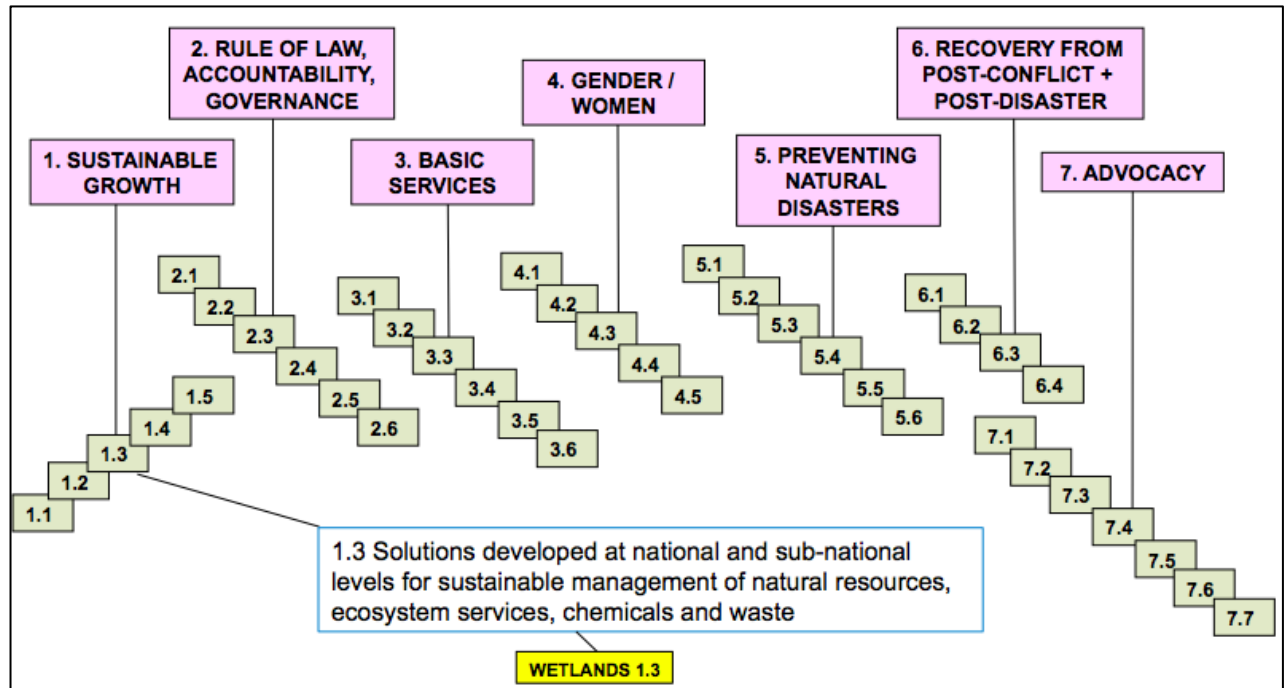 2. RULE OF LAW,
ACCOUNTABILITY,
GOVERNANCE
6. RECOVERY FROM
POST-CONFLICT +
POST-DISASTER
4. GENDER /
WOMEN
1. SUSTAINABLE
GROWTH
3. BASIC
SERVICES
5. PREVENTING
NATURAL
DISASTERS
7. ADVOCACY
2.1
2.2
2.3
2.4
2.5
2.6
3.1
3.2
3.3
3.4
3.5
3.6
4.1
4.2
4.3
4.4
4.5
5.1
5.2
5.3
5.4
5.5
5.6
6.1
6.2
6.3
6.4
1.5
1.4
1.3
1.2
1.1
7.1
7.2
7.3
7.4
7.5
7.6
7.7
1.3 Solutions developed at national and sub-national
levels for sustainable management of natural resources,
ecosystem services, chemicals and waste
WETLANDS 1.3